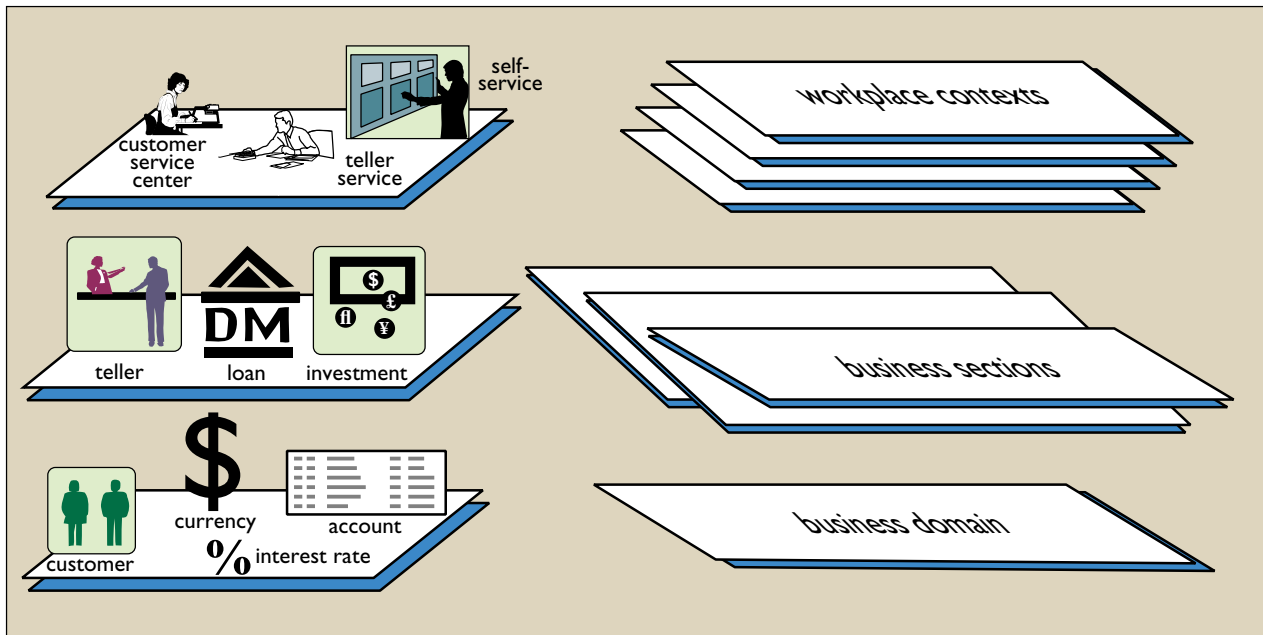 self-
service
customer
service
center
teller
service
workplace contexts
DM
$
£
fl
¥
teller
loan
investment
business sections
$
currency
account
customer
% interest rate
business domain